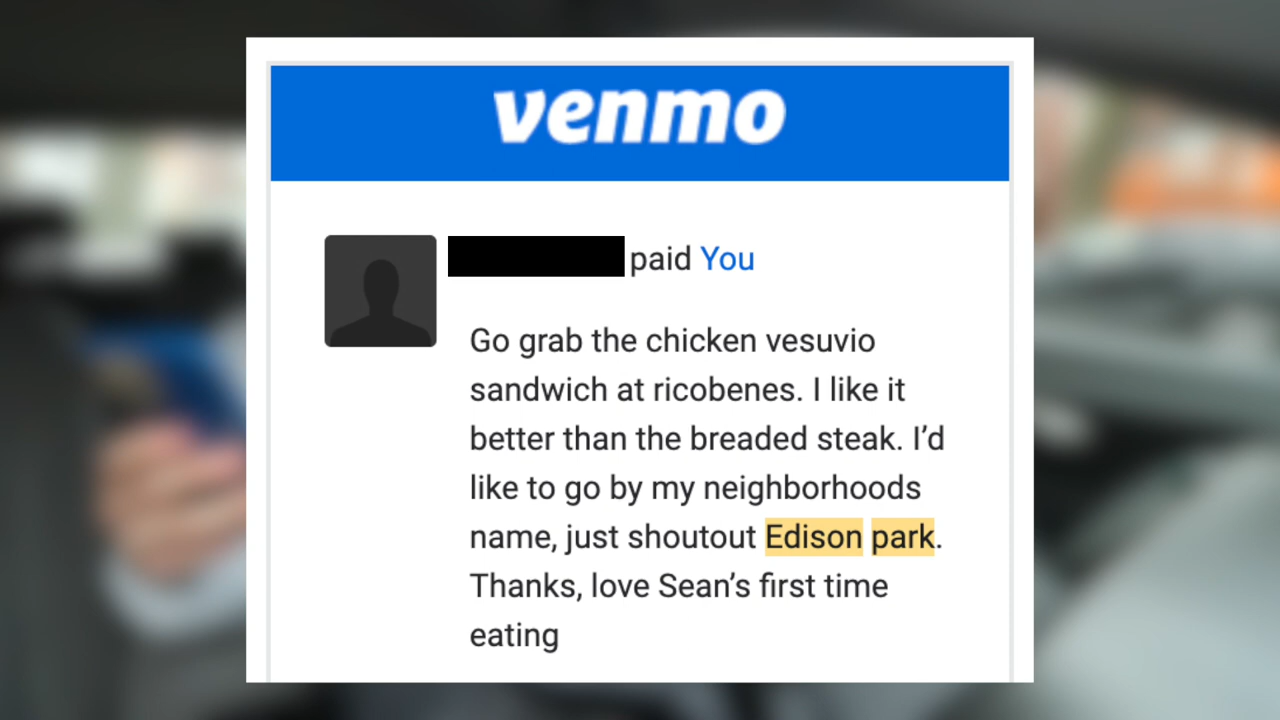 venmo
paid You
Go grab the chicken vesuvio
sandwich at ricobenes. I like it
better than the breaded steak. I’d
like to go by my neighborhoods
name, just shoutout Edison park.
Thanks, love Sean’s first time
eating